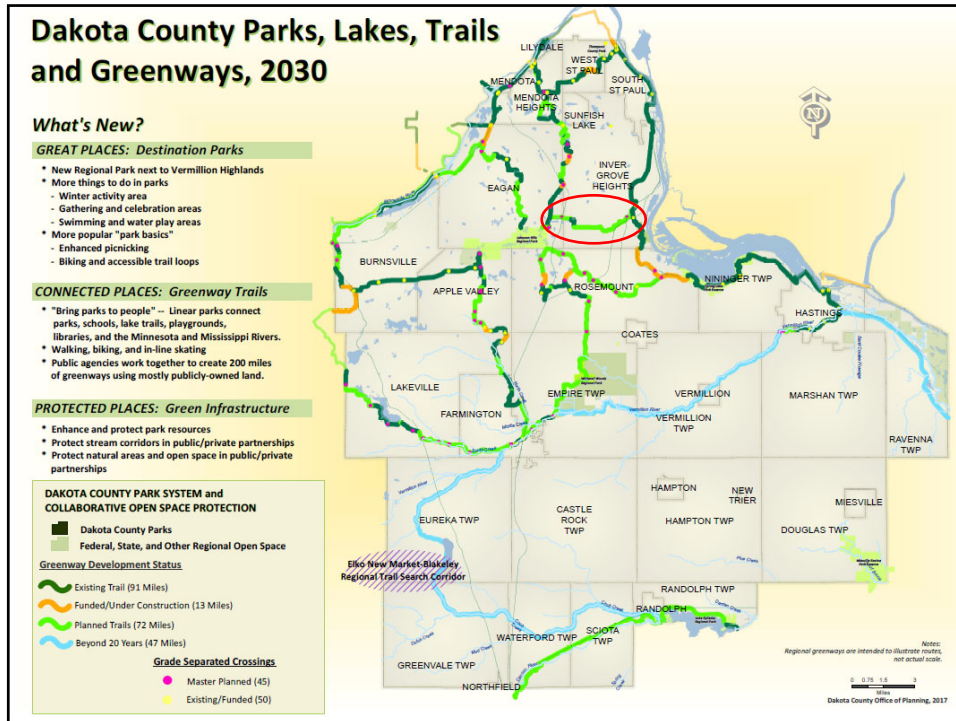 Dakota County Parks, Lakes, Trails
and Greenways, 2030
What's New?
GREAT PLACES: Destination Parks
* New Regional Park next to Vermillion Highlands
* More things to do in parks
- Winter activity area
- Gathering and celebration areas
- Swimming and water play areas
* More popular "park basics"
- Enhanced picnicking
- Biking and accessible trail loops
CONNECTED PLACES: Greenway Trails
* "Bring parks to people" -- Linear parks connect
parks, schools, lake trails, playgrounds,
libraries, and the Minnesota and Mississippi Rivers.
* Walking, biking, and in-line skating
* Public agencies work together to create 200 miles
of greenways using mostly publicly-owned land.
PROTECTED PLACES: Green Infrastructure
* Enhance and protect park resources
* Protect stream corridors in public/private partnerships
* Protect natural areas and open space in public/private
partnerships
DAKOTA COUNTY PARK SYSTEM and
COLLABORATIVE OPEN SPACE PROTECTION
Dakota County Parks
Federal, State, and Other Regional Open Space
Greenway Development Status
Existing Trail (91 Miles)
Funded/Under Construction (13 Miles)
Planned Trails (72 Miles)
Beyond 20 Years (47 Miles)
Grade Separated Crossings
Master Planned (45)
Existing/Funded (50)
LILYDALE
WEST
ST PAUL
SOUTH
ST PAUL
MENDOTA
MENDOTA
HEIGHTS
SUNFISH
LAKE
INVER
GROVE
HEIGHTS
EAGAN
BURNSVILLE
APPLE VALLEY
ROSEMOUNT
NININGER TWP
HASTINGS
COATES
LAKEVILLE
EMPIRE TWP
VERMILLION
MARSHAN TWP
FARMINGTON
Vermillion River
VERMILLION
TWP
RAVENNA
TWP
Vermillion River
HAMPTON
NEW
TRIER
MIESVILLE
EUREKA TWP
CASTLE
ROCK
TWP
HAMPTON TWP
DOUGLAS TWP
Elko New Market-Blakeley
Regional Trail Search Corridor
RANDOLPH TWP
RANDOLPH
WATERFORD TWP
SCIOTA
TWP
GREENVALE TWP
NORTHFIELD
N
Notes:
Regional greenways are intended to illustrate routes,
not actual scale.
0 0.75 1.5 3
Miles
Dakota County Office of Planning, 2017